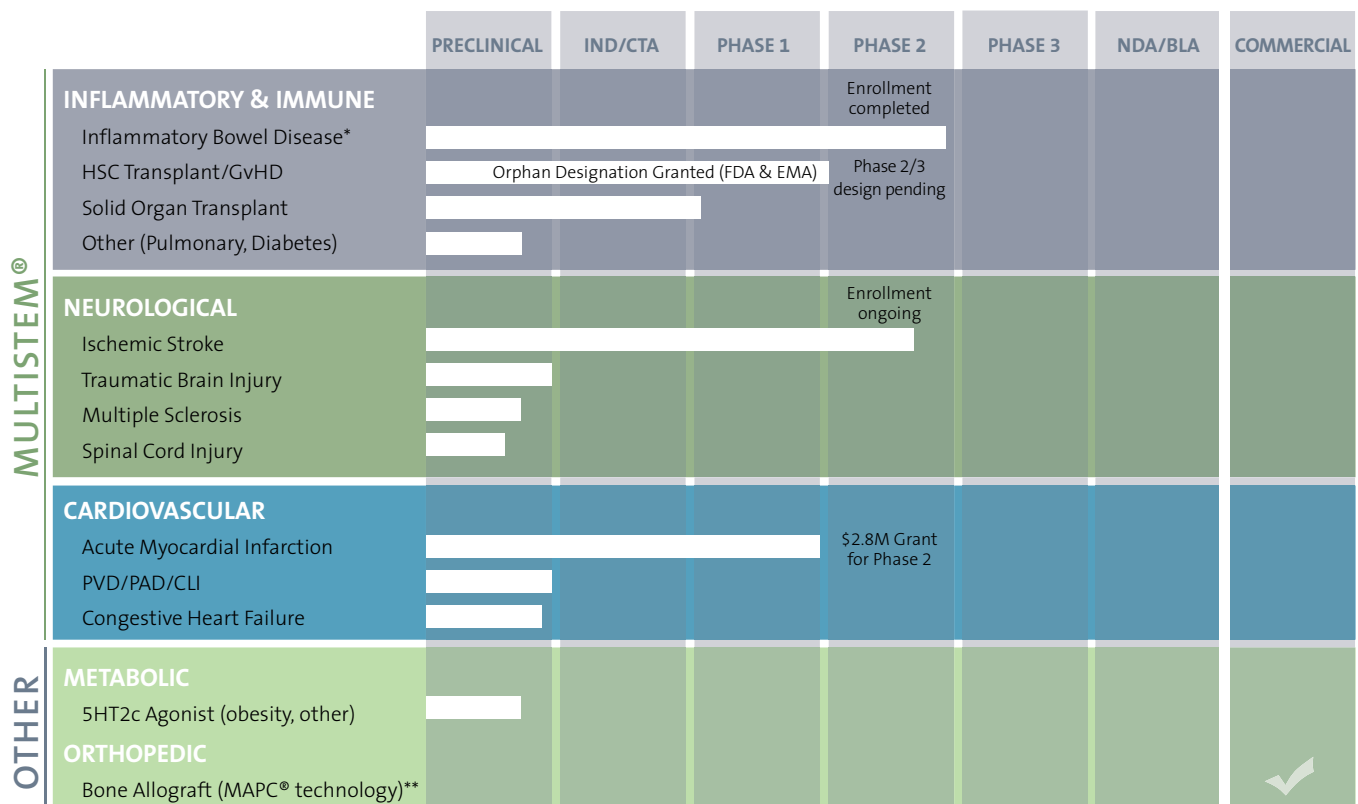 PRECLINICAL IND/CTA PHASE 1 PHASE 2 PHASE 3 NDA/BLA COMMERCIAL
MULTISTEM®
INFLAMMATORY & IMMUNE
Enrollment
completed
Inflammatory Bowel Disease*
HSC Transplant/GvHD
Orphan Designation Granted (FDA & EMA)
Phase 2/3
design pending
Solid Organ Transplant
Other (Pulmonary, Diabetes)
NEUROLOGICAL
Enrollment
ongoing
Ischemic Stroke
Traumatic Brain Injury
Multiple Sclerosis
Spinal Cord Injury
CARDIOVASCULAR
Acute Myocardial Infarction
$2.8M Grant
for Phase 2
PVD/PAD/CLI
Congestive Heart Failure
OTHER
METABOLIC
5HT2c Agonist (obesity, other)
ORTHOPEDIC
Bone Allograft (MAPC® technology)**